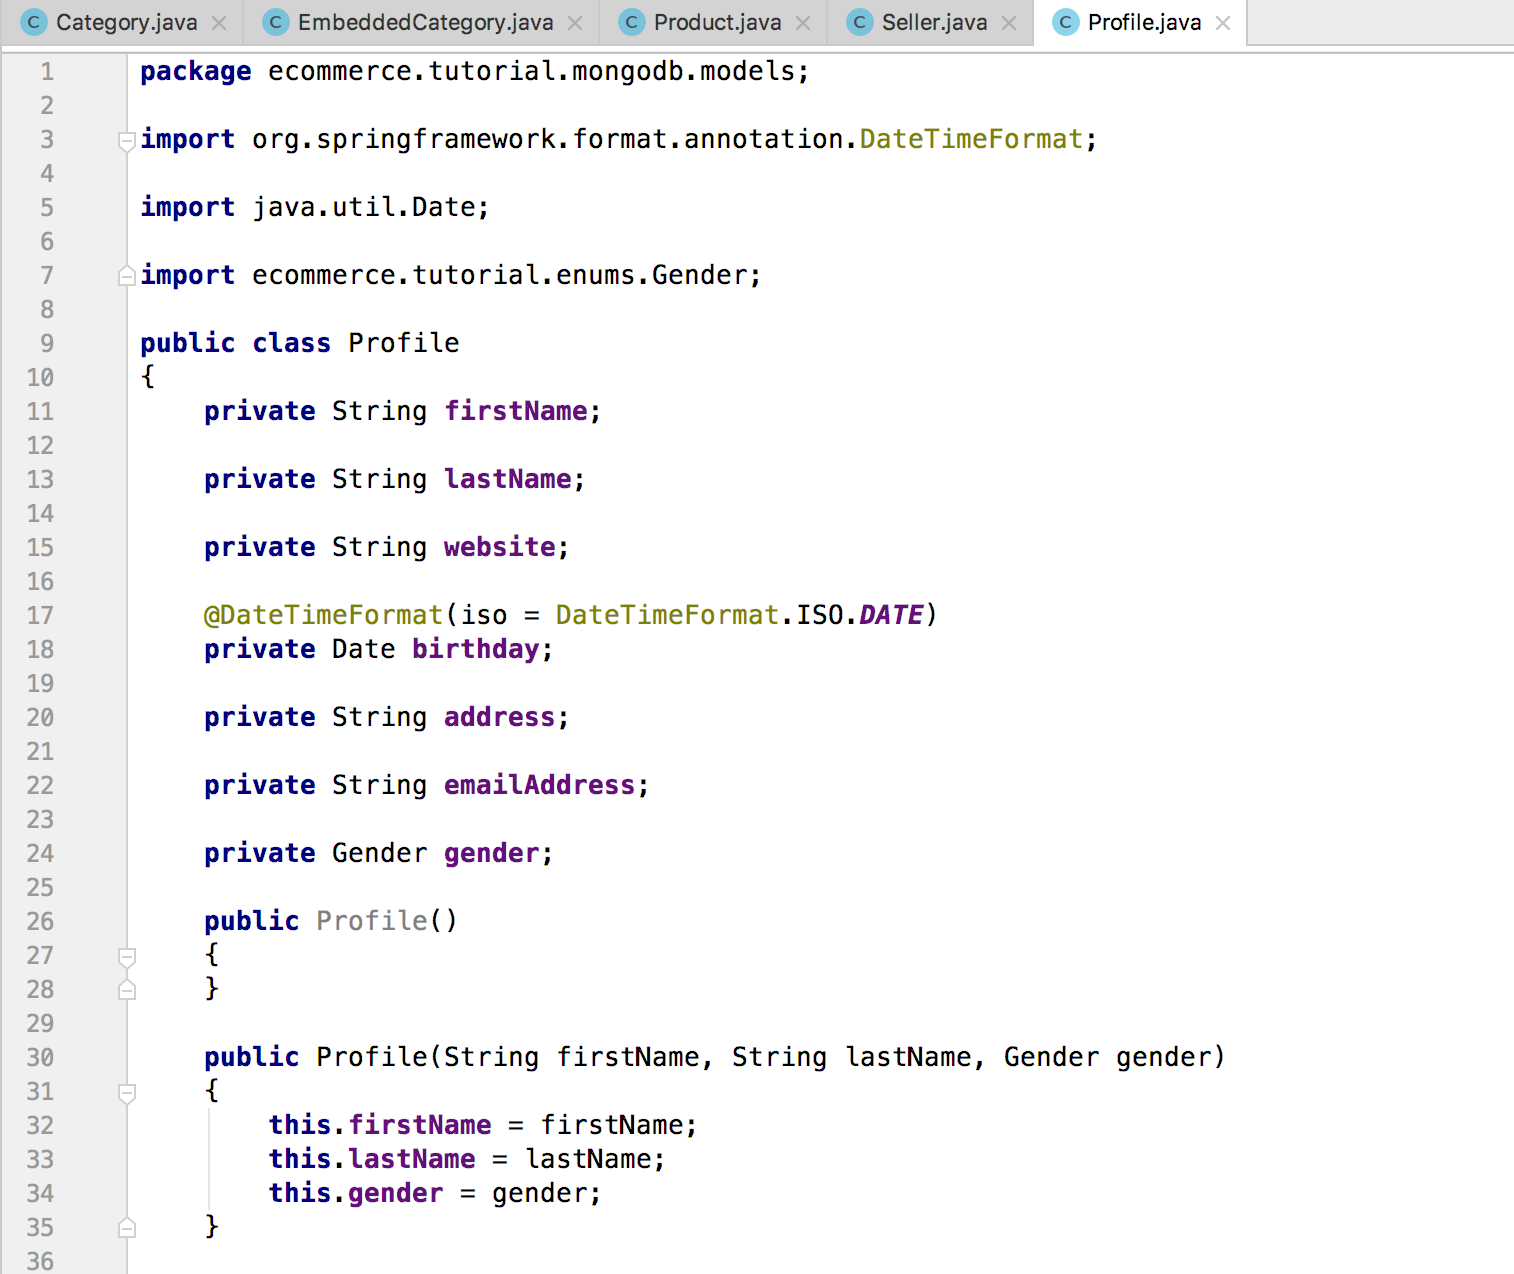 Category.java EmbeddedCategory.java Product.java Seller.java Profile.java
1 package ecommerce.tutorial.mongodb.models;
2
3 import org.springframework.format.annotation.DateTimeFormat;
4
5 import java.util.Date;
6
7 import ecommerce.tutorial.enums.Gender;
8
9 public class Profile
10 {
11     private String firstName;
12
13     private String lastName;
14
15     private String website;
16
17     @DateTimeFormat(iso = DateTimeFormat.ISO.DATE)
18     private Date birthday;
19
20     private String address;
21
22     private String emailAddress;
23
24     private Gender gender;
25
26     public Profile()
27     {
28     }
29
30     public Profile(String firstName, String lastName, Gender gender)
31     {
32         this.firstName = firstName;
33         this.lastName = lastName;
34         this.gender = gender;
35     }
36